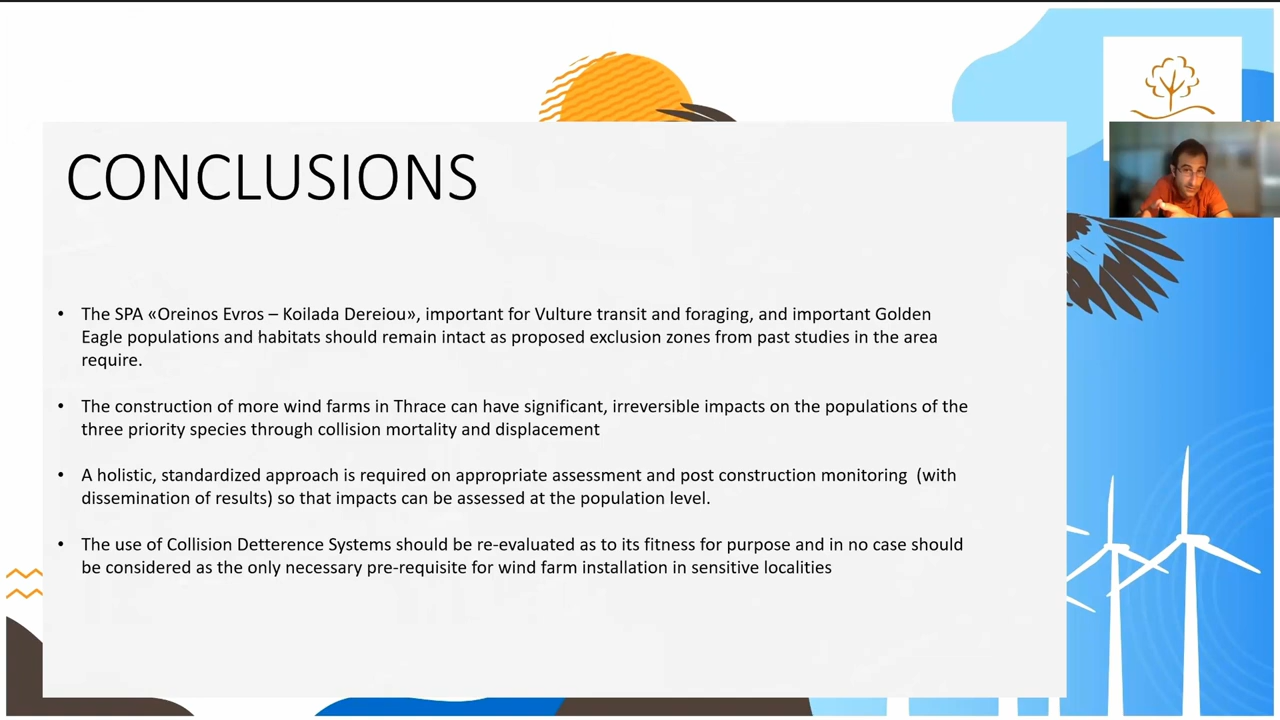 CONCLUSIONS
• The SPA «Oreinos Evros – Koilada Dereiou», important for Vulture transit and foraging, and important Golden
Eagle populations and habitats should remain intact as proposed exclusion zones from past studies in the area
require.
• The construction of more wind farms in Thrace can have significant, irreversible impacts on the populations of the
three priority species through collision mortality and displacement
• A holistic, standardized approach is required on appropriate assessment and post construction monitoring (with
dissemination of results) so that impacts can be assessed at the population level.
• The use of Collision Detterence Systems should be re-evaluated as to its fitness for purpose and in no case should
be considered as the only necessary pre-requisite for wind farm installation in sensitive localities